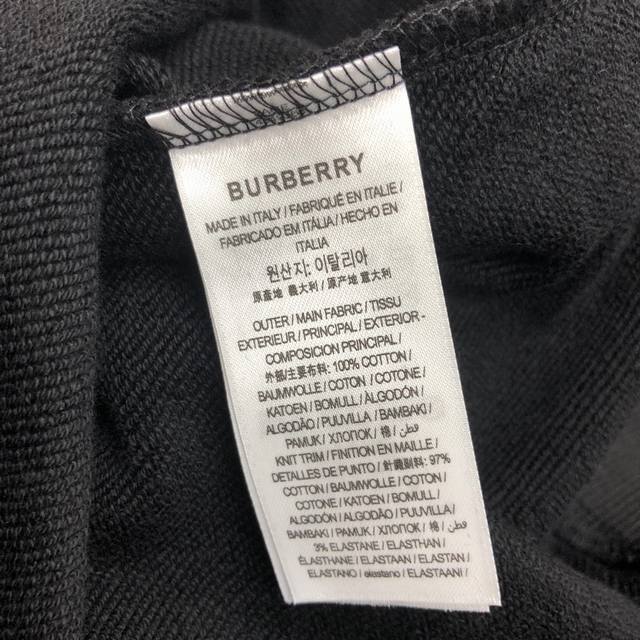 BURBERRY
MADE IN ITALY / FABRIQUÉ EN ITALIE /
FABRICADO EM ITÁLIA / HECHO EN
ITALIA
원산지: 이탈리아
原產地 義大利 / 原産地 意大利
OUTER / MAIN FABRIC / TISSU
EXTERIEUR / PRINCIPAL / EXTERIOR -
COMPOSICION PRINCIPAL /
外部/主要布料: 100% COTTON /
BAUMWOLLE / COTON / COTONE /
KATOEN / BOMULL / ALGODÓN /
ALGODÃO / PUUVILLA / BAMBAKI /
PAMUK / ХЛОПОК / 棉 / قطن /
KNIT TRIM / FINITION EN MAILLE /
DETALLES DE PUNTO / 針織副料: 97%
COTTON / BAUMWOLLE / COTON /
COTONE / KATOEN / BOMULL /
ALGODÓN / ALGODÃO / PUUVILLA /
BAMBAKI / PAMUK / ХЛОПОК / 棉 / قطن /
3% ELASTANE / ELASTHAN /
ÉLASTHANE / ELASTAAN / ELASTAN /
ELASTANO / elastano / ELASTAANI /